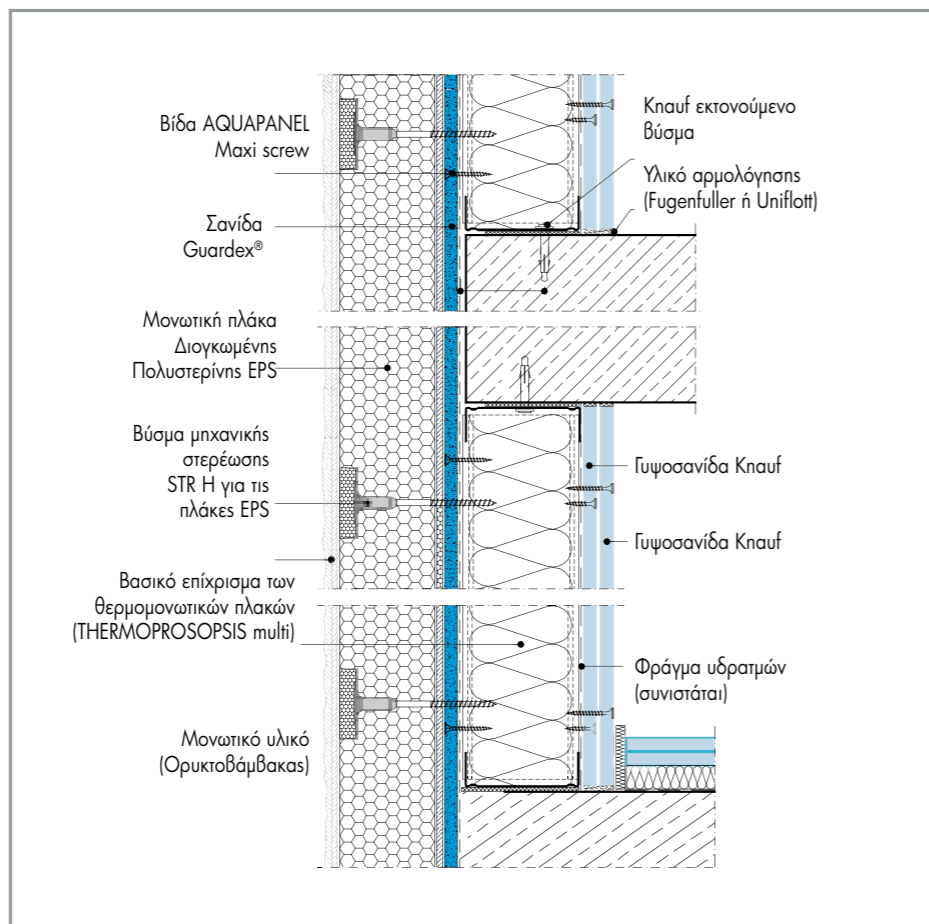 Βίδα AQUAPANEL
Maxi screw
Σανίδα
Guardex®
Μονωτική πλάκα
Διογκωμένης
Πολυστερίνης EPS
Βύσμα μηχανικής
στερέωσης
STR H για τις
πλάκες EPS
Βασικό επίχρισμα των
θερμομονωτικών πλακών
(THERMOPROSOPSIS multi)
Μονωτικό υλικό
(Ορυκτοβάμβακας)
Knauf εκτονούμενο
βύσμα
Υλικό αρμολόγησης
(Fugenfuller ή Uniflott)
Γυψοσανίδα Knauf
Γυψοσανίδα Knauf
Φράγμα υδρατμών
(συνιστάται)